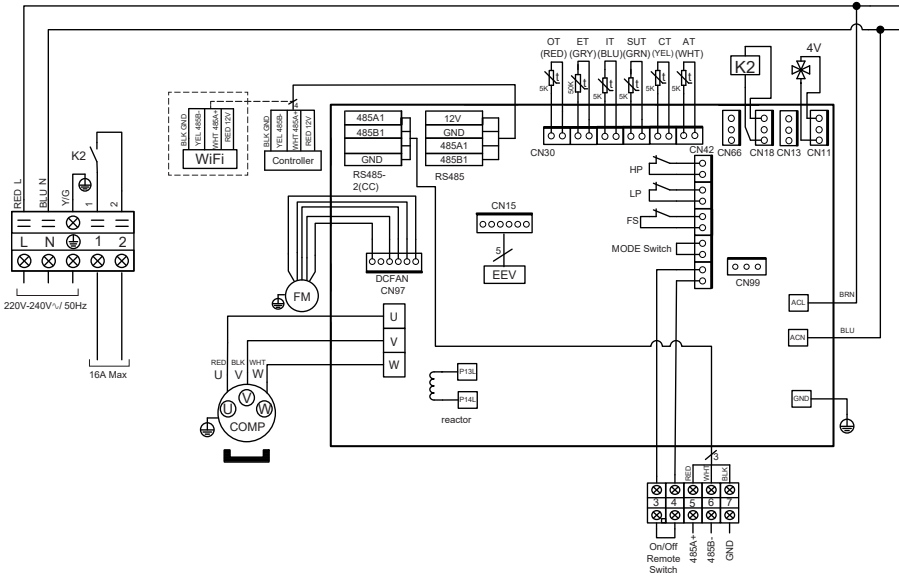 OT
(RED)
ET
(GRY)
IT
(BLU)
SUT
(GRN)
CT
(YEL)
AT
(WHT)
5K
50K
5K
5K
5K
5K
K2
4V
CN30
CN42
CN66
CN18
CN13
CN11
BLK GND
YEL 485B-
WHT 485A+
RED 12V
WiFi
4
BLK GND
YEL 485B-
WHT 485A+
RED 12V
Controller
485A1
485B1
GND
RS485-
2(CC)
12V
GND
485A1
485B1
RS485
K2
RED L
BLU N
Y/G
1
2
L N 1 2
220V-240V∿/ 50Hz
16A Max
HP
LP
FS
MODE Switch
CN15
5
EEV
CN99
DCFAN
CN97
FM
U
V
W
RED BLK WHT
U V W
U V W
COMP
P13L
P14L
reactor
ACL
BRN
ACN
BLU
GND
3
RED
WHT
BLK
3 4 5 6 7
On/Off
Remote
Switch
485A+
485B-
GND